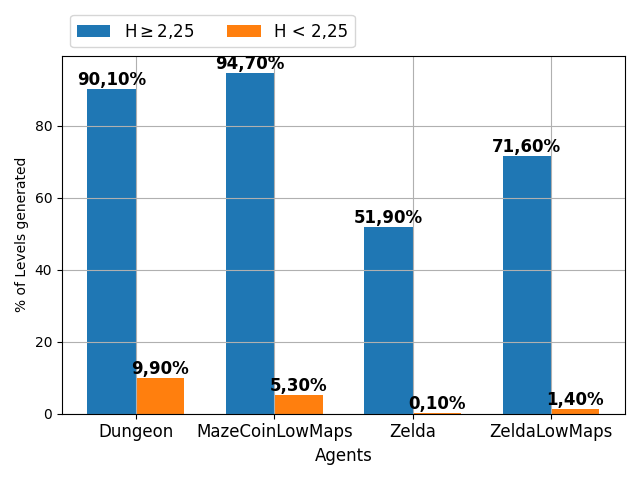 H ≥ 2,25 H < 2,25
% of Levels generated
80
60
40
20
0
90,10% 94,70% 51,90% 71,60%
9,90% 5,30% 0,10% 1,40%
Dungeon MazeCoinLowMaps Zelda ZeldaLowMaps
Agents